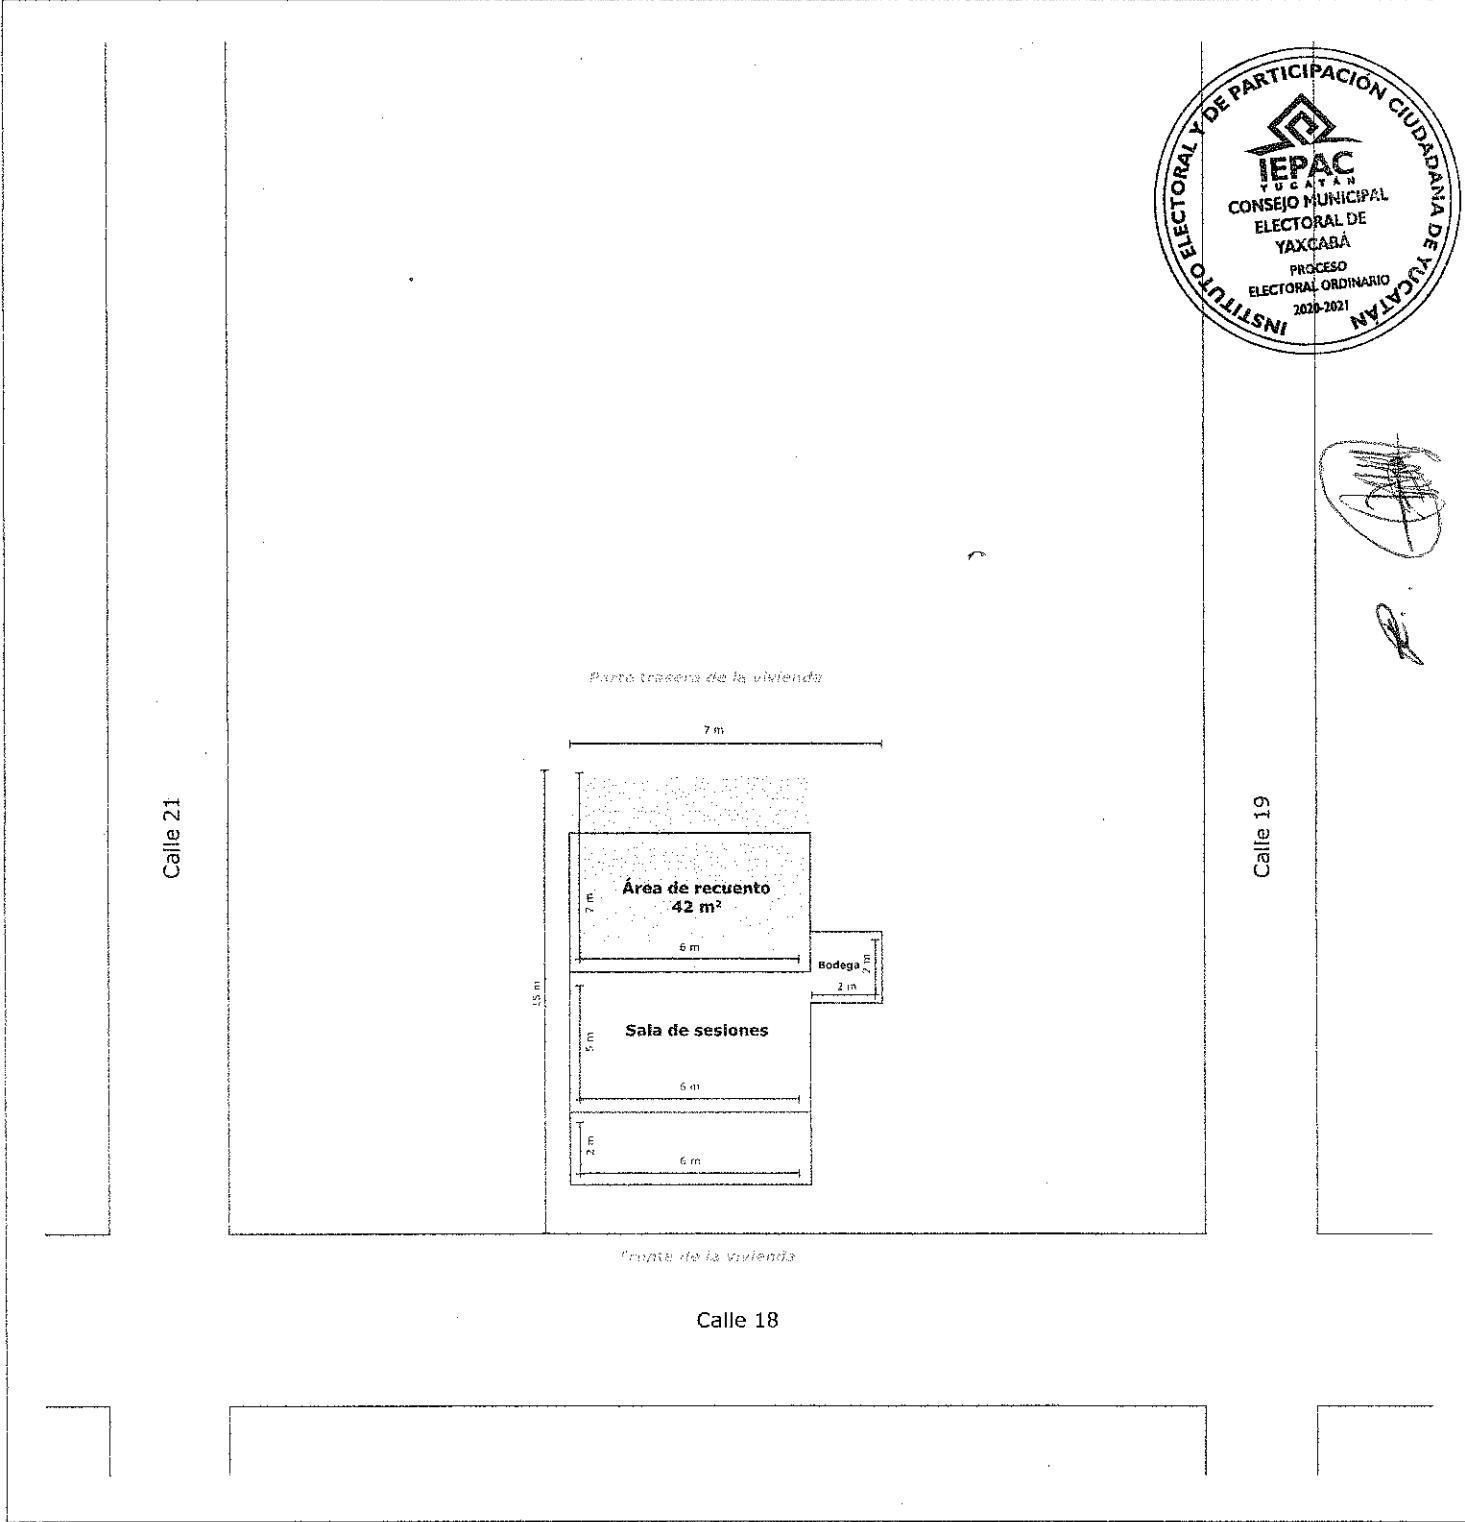 INSTITUTO ELECTORAL Y DE PARTICIPACIÓN CIUDADANA DE YUCATÁN
IEPAC
YUCATÁN
CONSEJO MUNICIPAL
ELECTORAL DE
YAXCABÁ
PROCESO
ELECTORAL ORDINARIO
2020-2021
Parte trasera de la vivienda
7 m
Calle 21
Calle 19
Área de recuento
42 m²
7 m
6 m
Bodega
2 m
2 m
15 m
Sala de sesiones
5 m
6 m
2 m
6 m
Frente de la vivienda
Calle 18